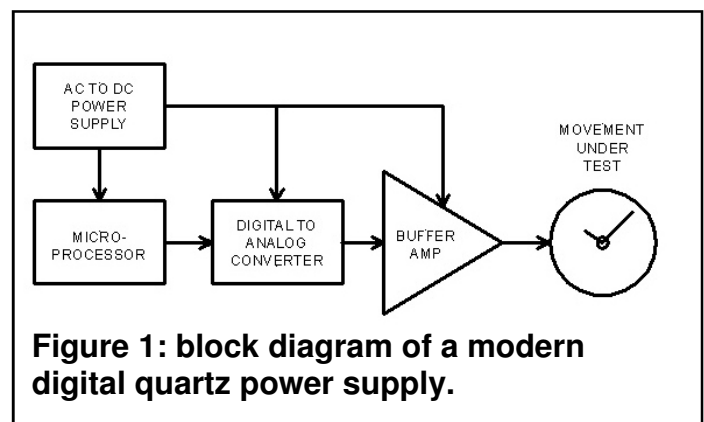 AC TO DC
POWER
SUPPLY
MOVEMENT
UNDER
TEST
MICRO-
PROCESSOR
DIGITAL TO
ANALOG
CONVERTER
BUFFER
AMP
Figure 1: block diagram of a modern
digital quartz power supply.